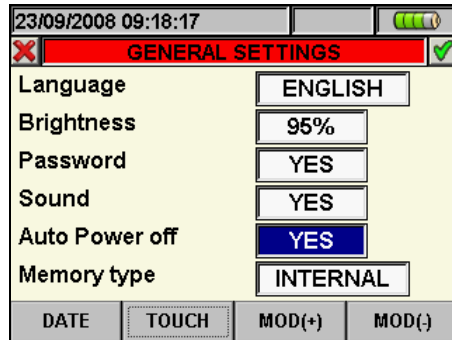 23/09/2008 09:18:17
GENERAL SETTINGS
Language ENGLISH
Brightness 95%
Password YES
Sound YES
Auto Power off YES
Memory type INTERNAL
DATE TOUCH MOD(+) MOD(-)